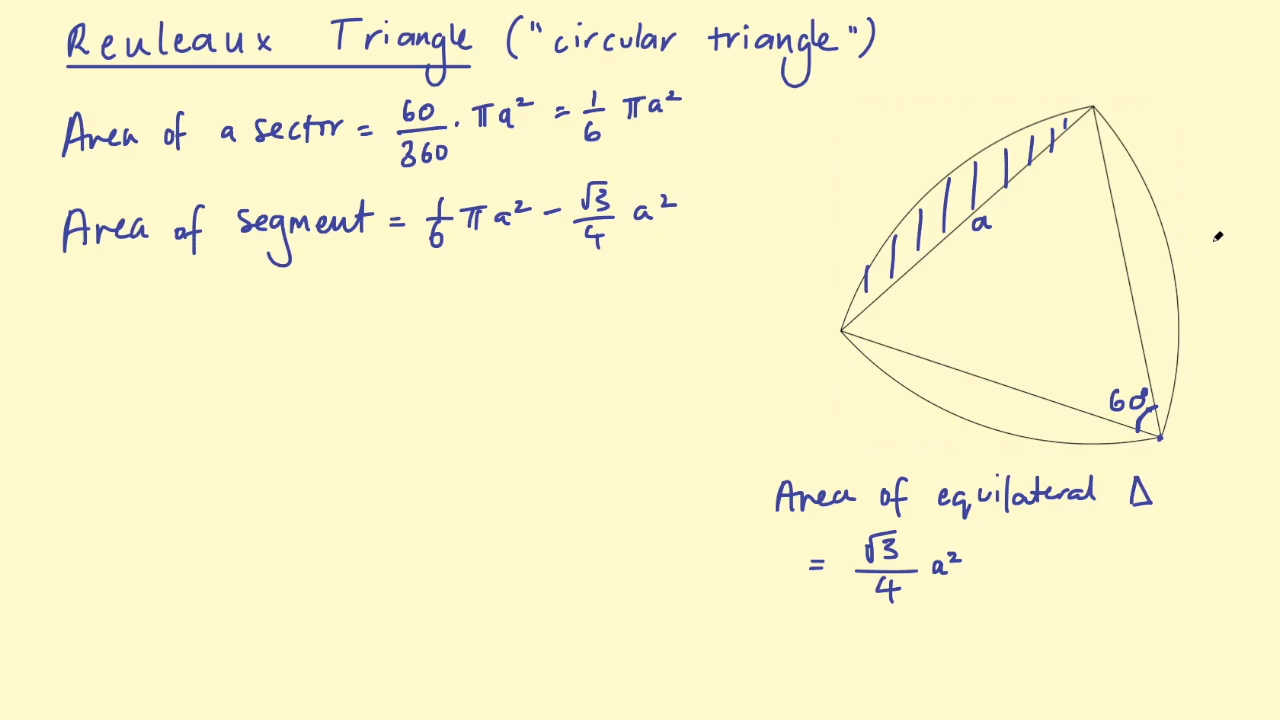 Reuleaux Triangle ("circular triangle")
Area of a sector = 60/360 · πa² = 1/6 πa²
Area of segment = 1/6 πa² - √3/4 a²
a
60°
Area of equilateral Δ
= √3/4 a²